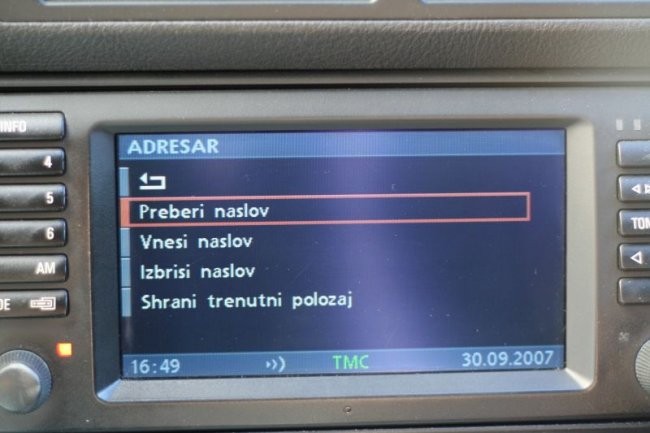 ADRESAR
Preberi naslov
Vnesi naslov
Izbrisi naslov
Shrani trenutni polozaj
16:49 TMC 30.09.2007
INFO
4
5
6
AM